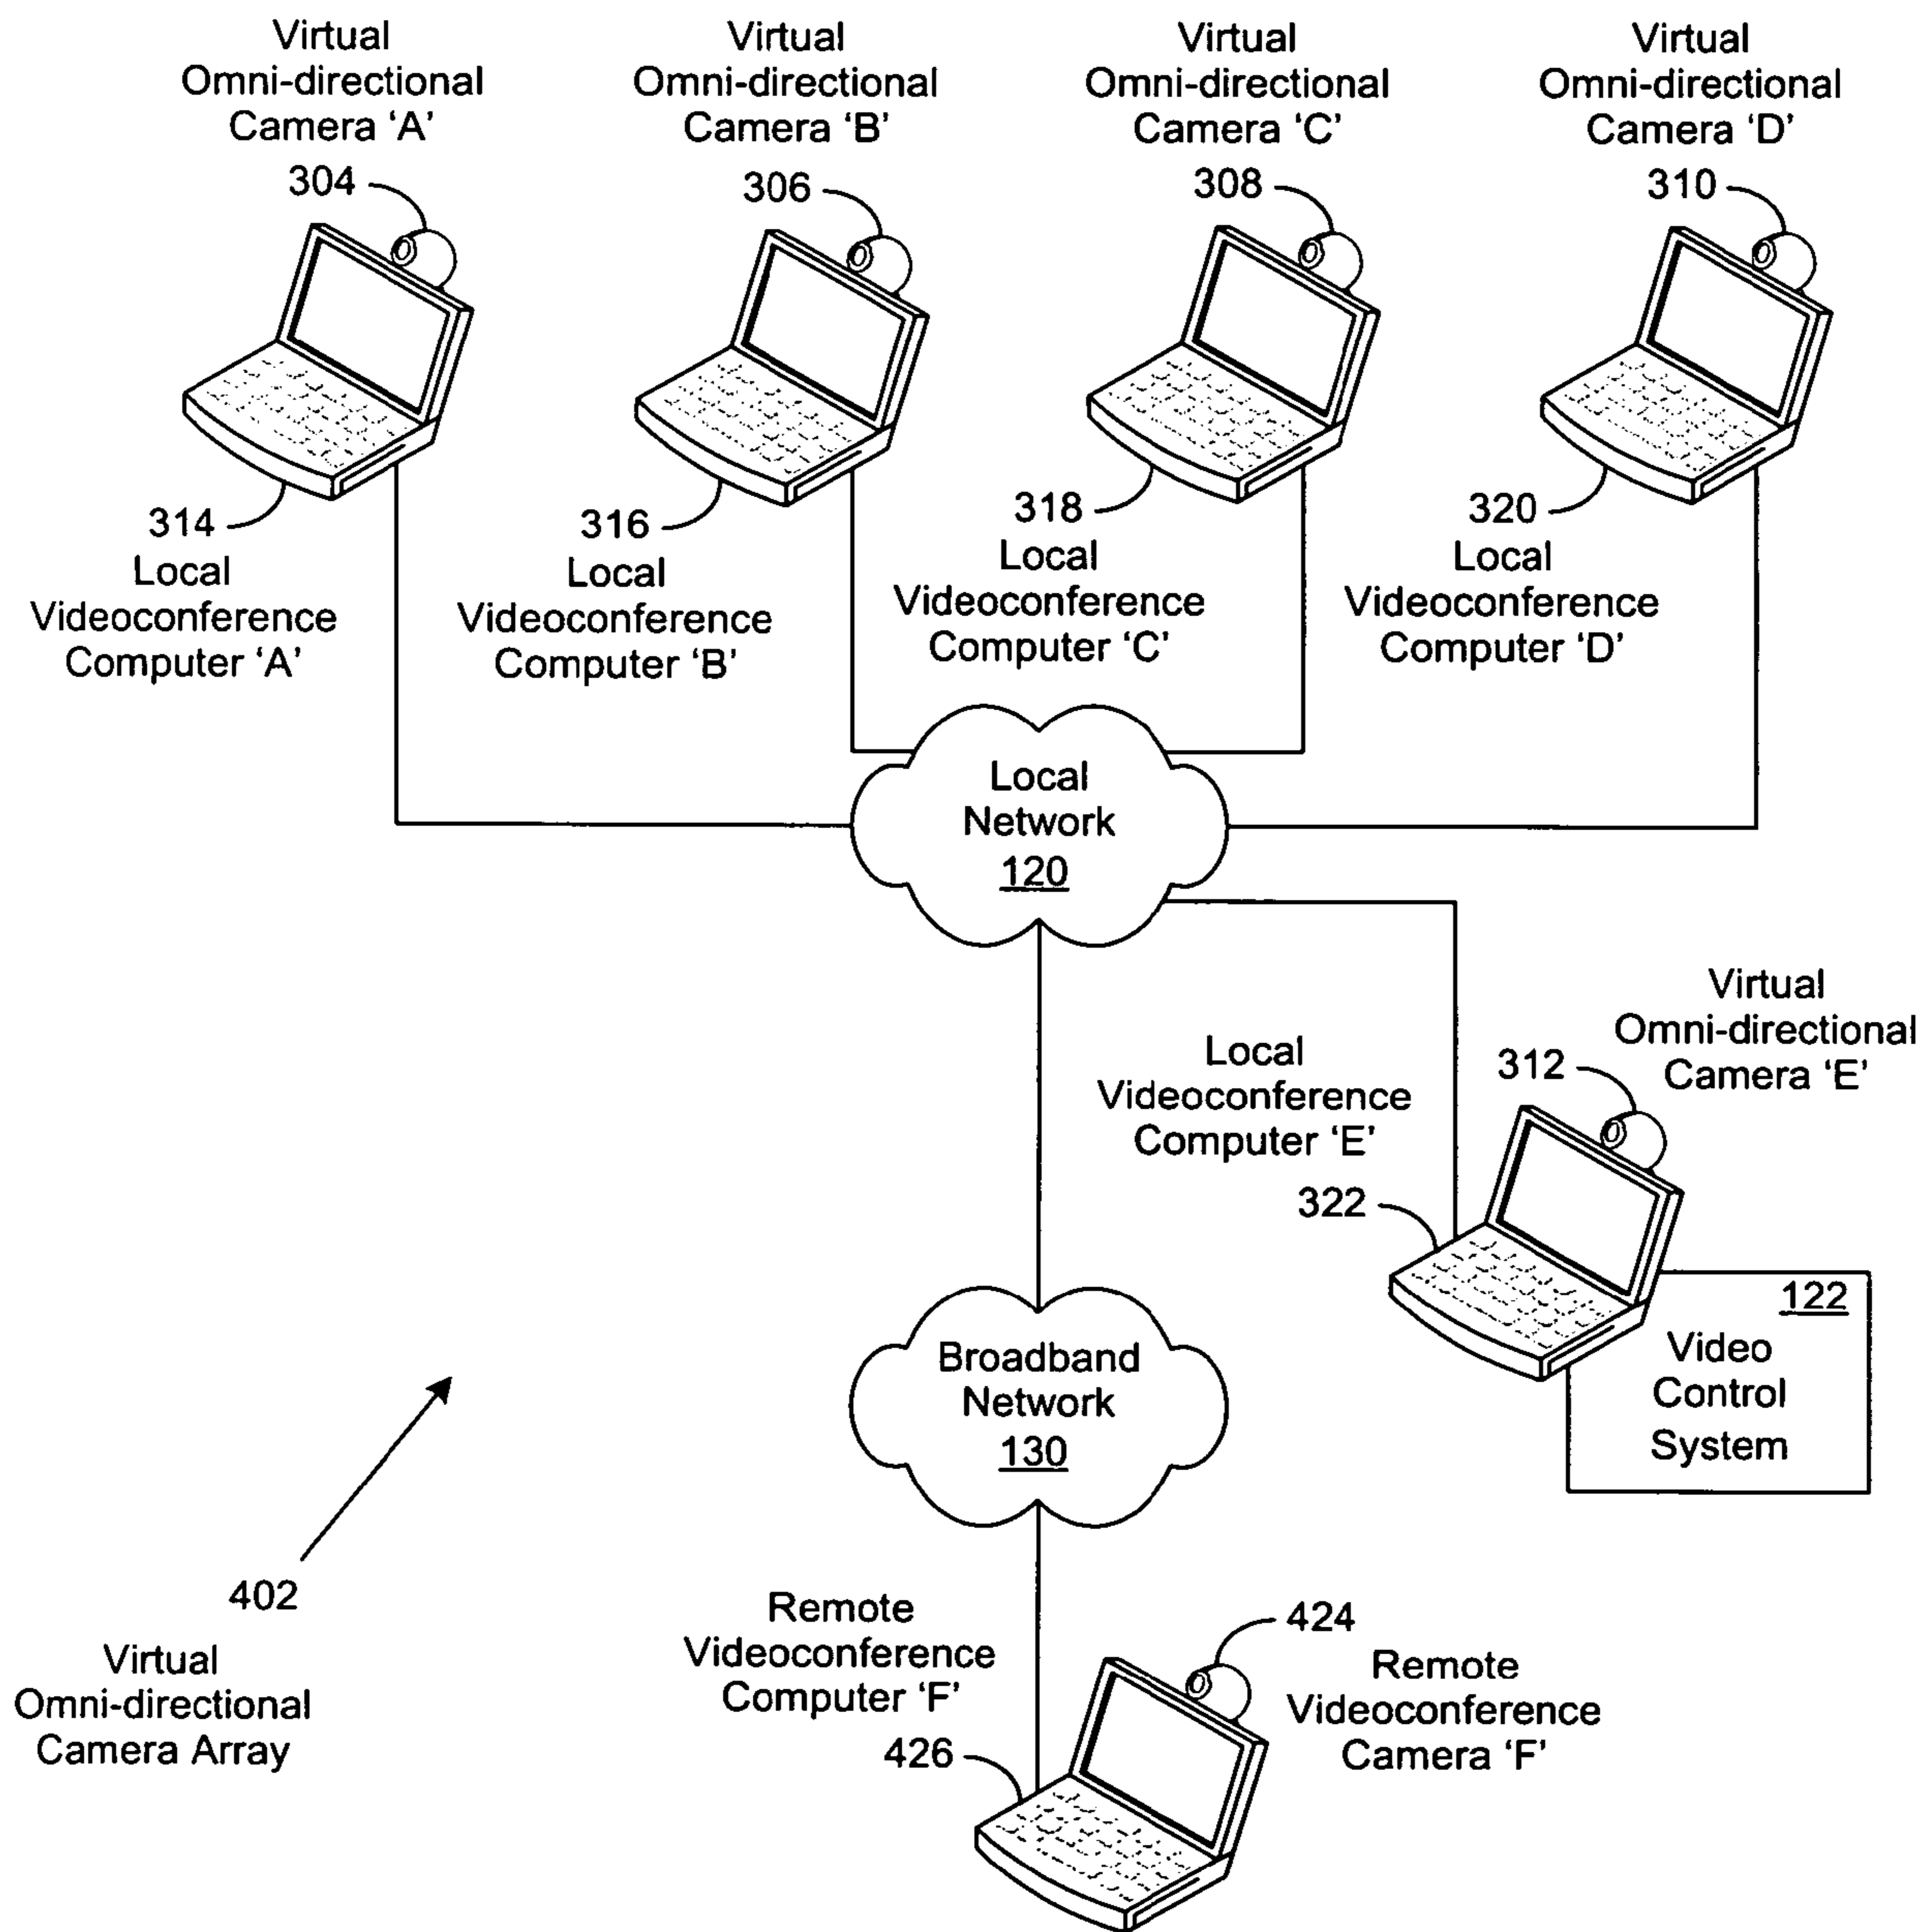 Virtual
Omni-directional
Camera ‘A’
304
Virtual
Omni-directional
Camera ‘B’
306
Virtual
Omni-directional
Camera ‘C’
308
Virtual
Omni-directional
Camera ‘D’
310
314
Local
Videoconference
Computer ‘A’
316
Local
Videoconference
Computer ‘B’
318
Local
Videoconference
Computer ‘C’
320
Local
Videoconference
Computer ‘D’
Local
Network
120
Virtual
Omni-directional
Camera ‘E’
312
Local
Videoconference
Computer ‘E’
322
122
Video
Control
System
Broadband
Network
130
402
Virtual
Omni-directional
Camera Array
Remote
Videoconference
Computer ‘F’
426
424
Remote
Videoconference
Camera ‘F’